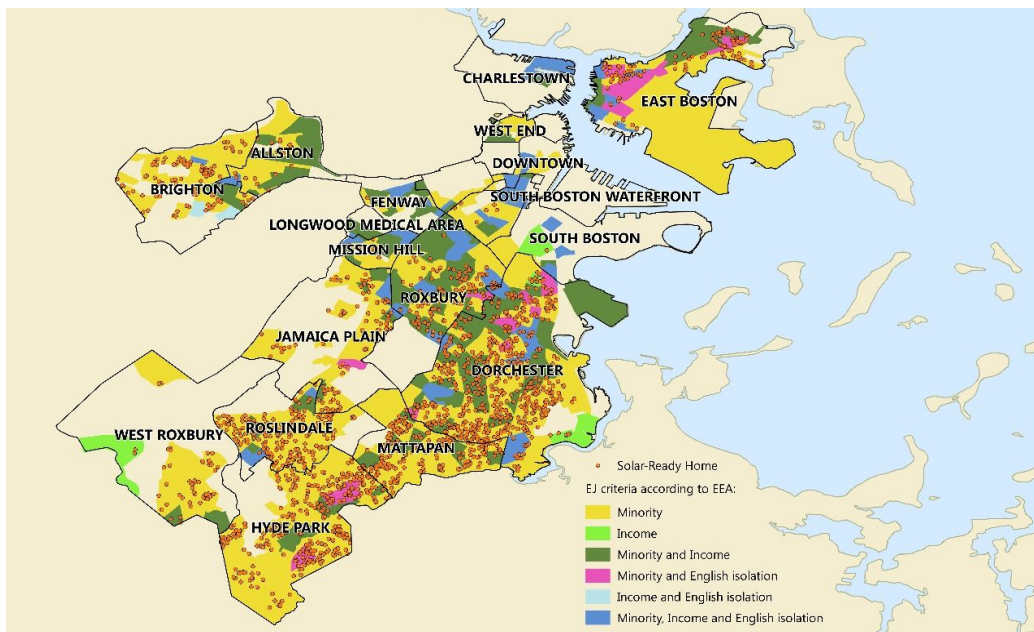 CHARLESTOWN
EAST BOSTON
WEST END
ALLSTON
DOWNTOWN
BRIGHTON
SOUTH BOSTON WATERFRONT
FENWAY
LONGWOOD MEDICAL AREA
SOUTH BOSTON
MISSION HILL
ROXBURY
JAMAICA PLAIN
DORCHESTER
ROSLINDALE
WEST ROXBURY
MATTAPAN
HYDE PARK
Solar-Ready Home
EJ criteria according to EEA:
Minority
Income
Minority and Income
Minority and English isolation
Income and English isolation
Minority, Income and English isolation